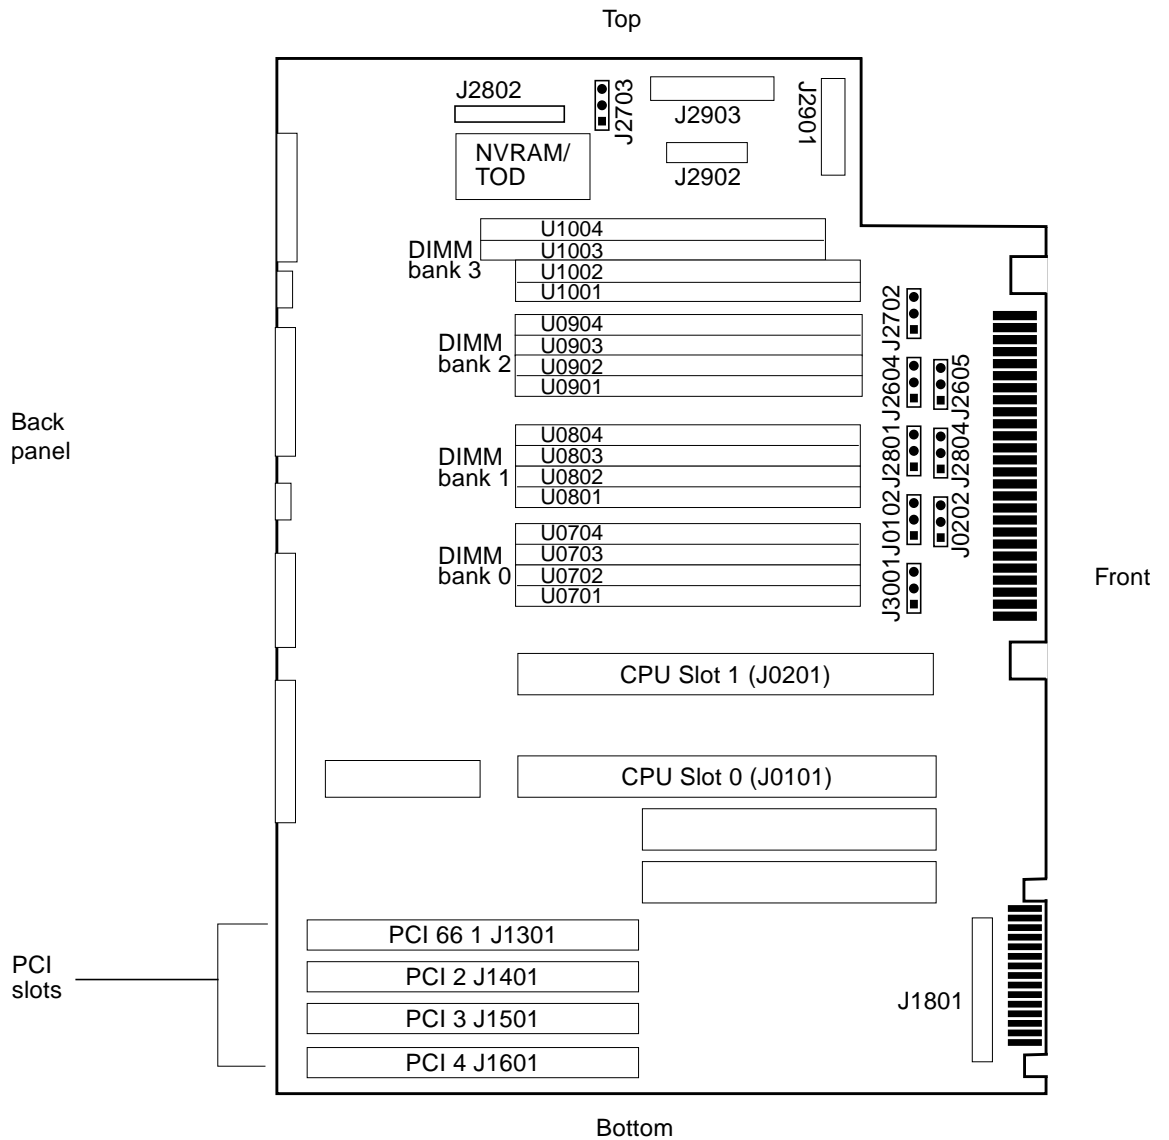 Top
J2802
J2703
J2903
J2901
NVRAM/
TOD
J2902
U1004
U1003
DIMM
bank 3
U1002
U1001
J2702
U0904
U0903
DIMM
bank 2
U0902
U0901
J2604
J2605
Back
panel
U0804
U0803
DIMM
bank 1
U0802
U0801
J2801
J2804
U0704
U0703
DIMM
bank 0
U0702
U0701
J0102
J0202
J3001
Front
CPU Slot 1 (J0201)
CPU Slot 0 (J0101)
PCI
slots
PCI 66 1 J1301
PCI 2 J1401
PCI 3 J1501
PCI 4 J1601
J1801
Bottom